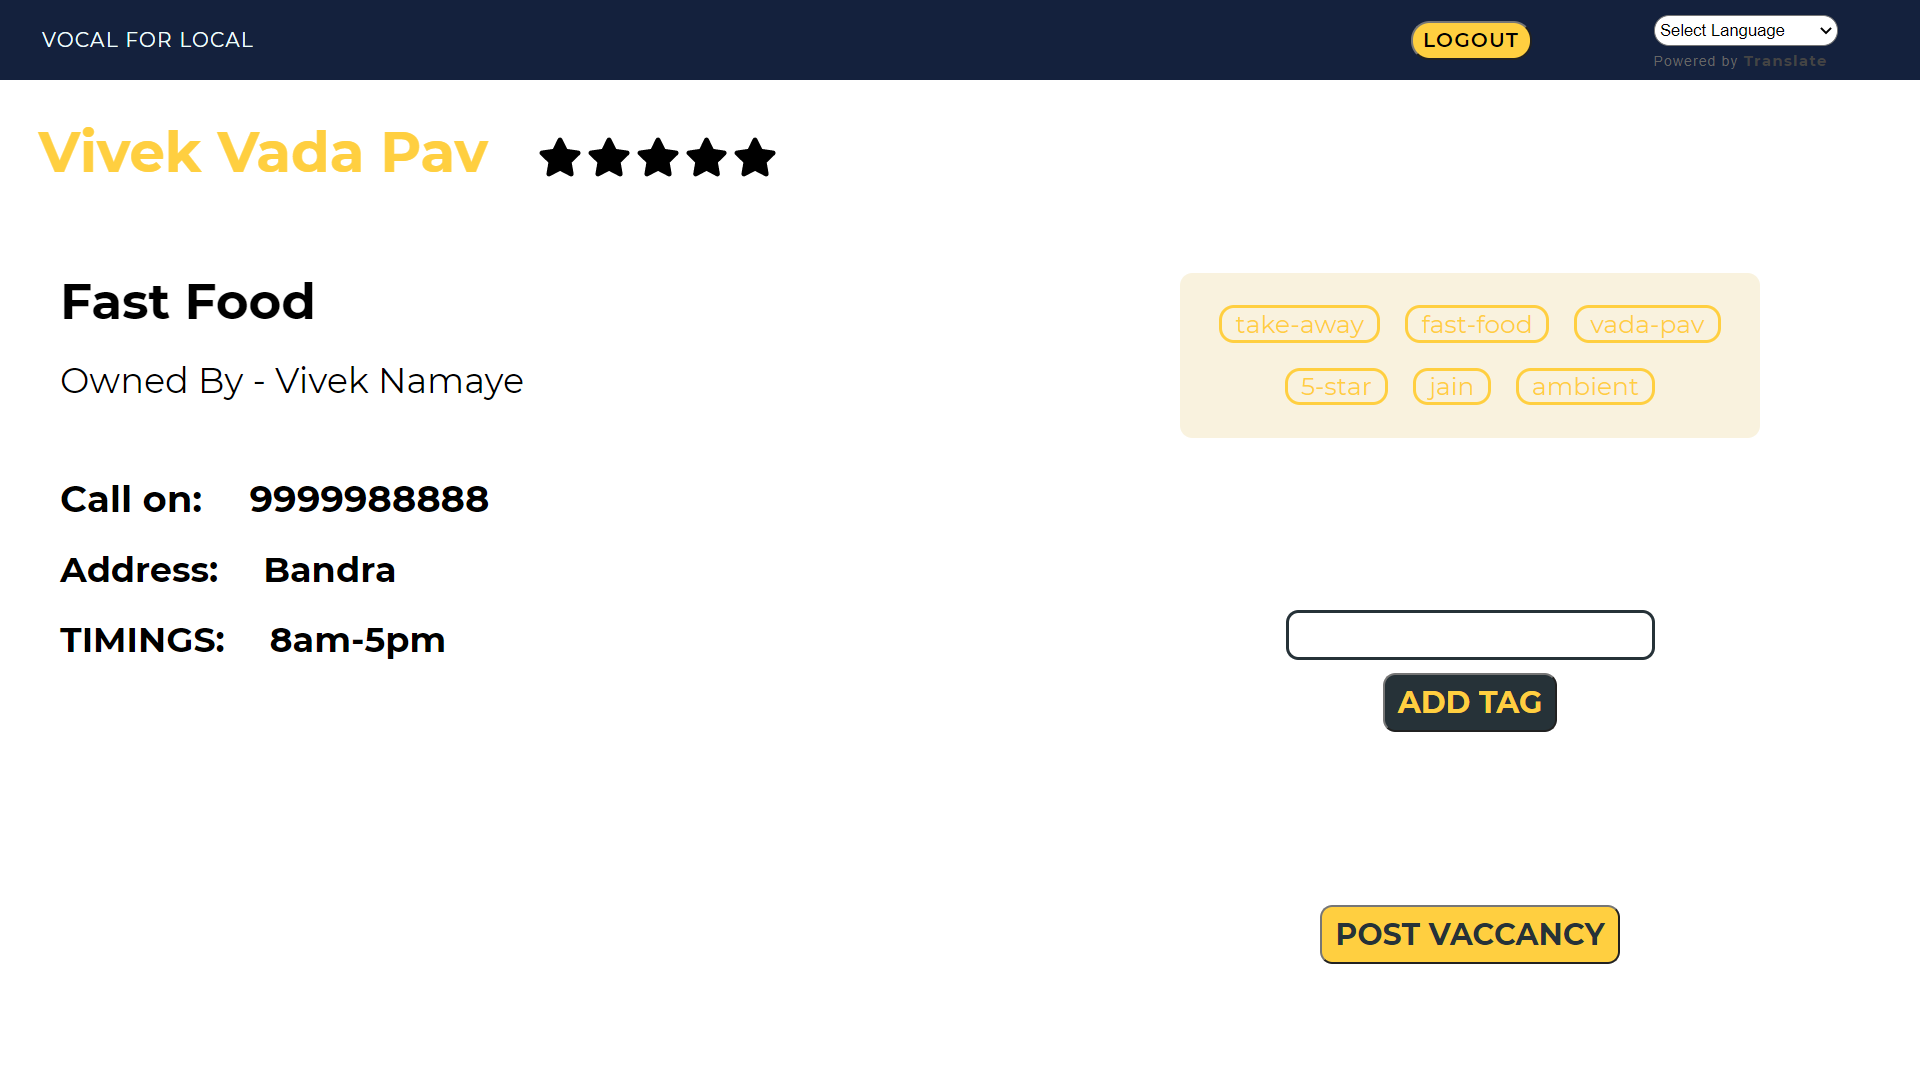 VOCAL FOR LOCAL
LOGOUT
Select Language
Powered by Translate
Vivek Vada Pav
Fast Food
Owned By - Vivek Namaye
Call on: 9999988888
Address: Bandra
TIMINGS: 8am-5pm
take-away fast-food vada-pav
5-star jain ambient
ADD TAG
POST VACCANCY